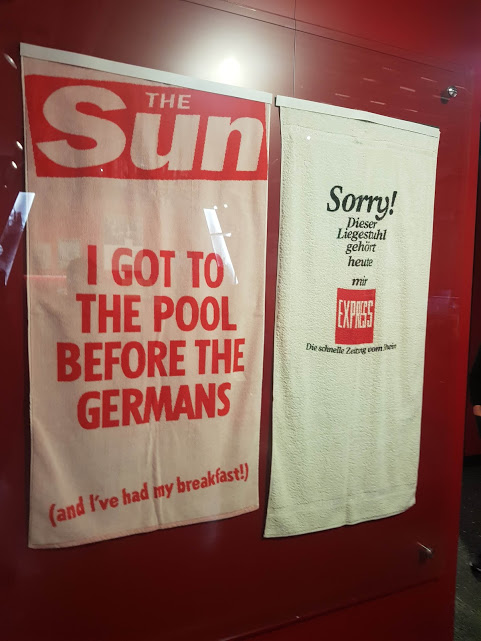 THE
Sun
I GOT TO
THE POOL
BEFORE THE
GERMANS
(and I've had my breakfast!)
Sorry!
Dieser
Liegestuhl
gehört
heute
mir
EXPRESS
Die schnelle Zeitung vom Rhein